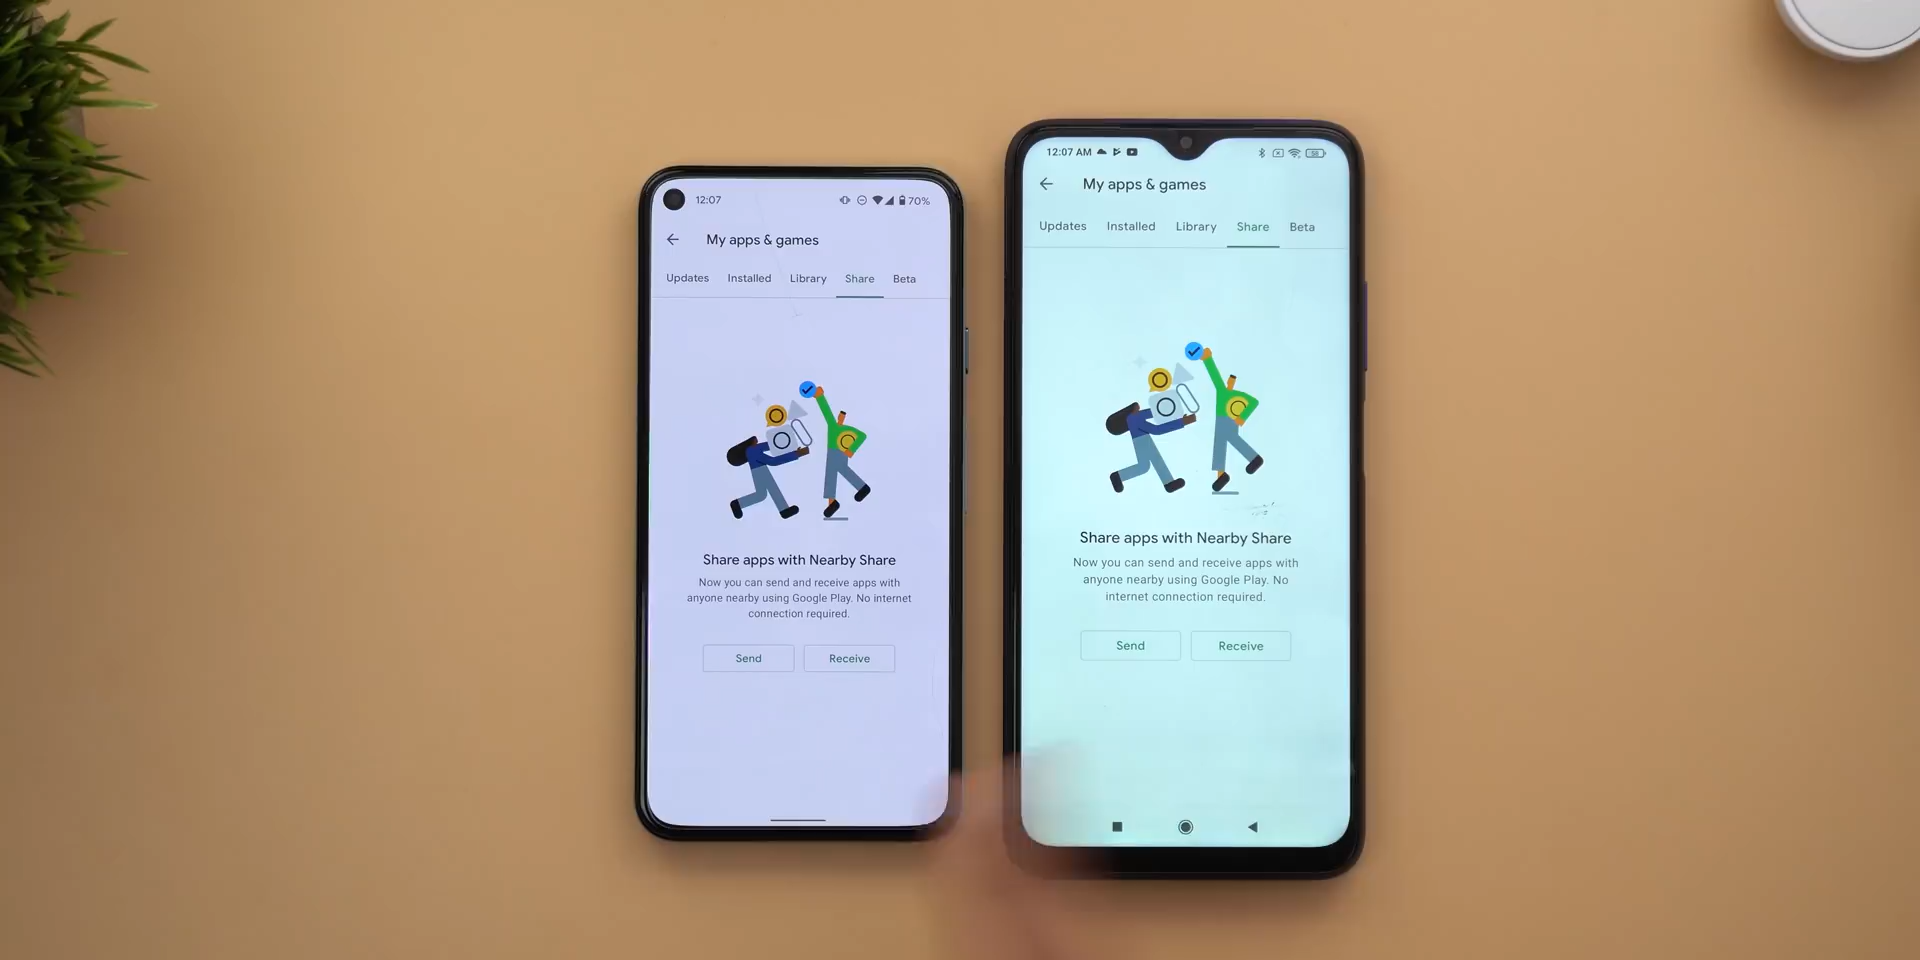 12:07
70%
My apps & games
Updates Installed Library Share Beta
Share apps with Nearby Share
Now you can send and receive apps with
anyone nearby using Google Play. No internet
connection required.
Send Receive
12:07 AM
58
My apps & games
Updates Installed Library Share Beta
Share apps with Nearby Share
Now you can send and receive apps with
anyone nearby using Google Play. No
internet connection required.
Send Receive